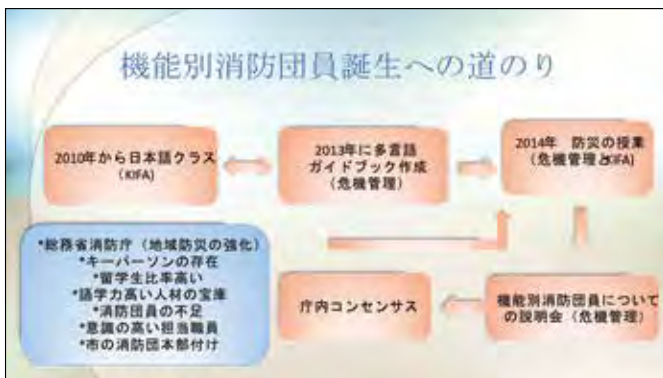 機能別消防団員誕生への道のり
2010年から日本語クラス
(KIFA)
2013年に多言語
ガイドブック作成
(危機管理)
2014年 防災の授業
(危機管理とKIFA)
*総務省消防庁(地域防災の強化)
*キーパーソンの存在
*留学生比率高い
*語学力高い人材の宝庫
*消防団員の不足
*意識の高い担当職員
*市の消防団本部付け
庁内コンセンサス
機能別消防団員について
の説明会(危機管理)